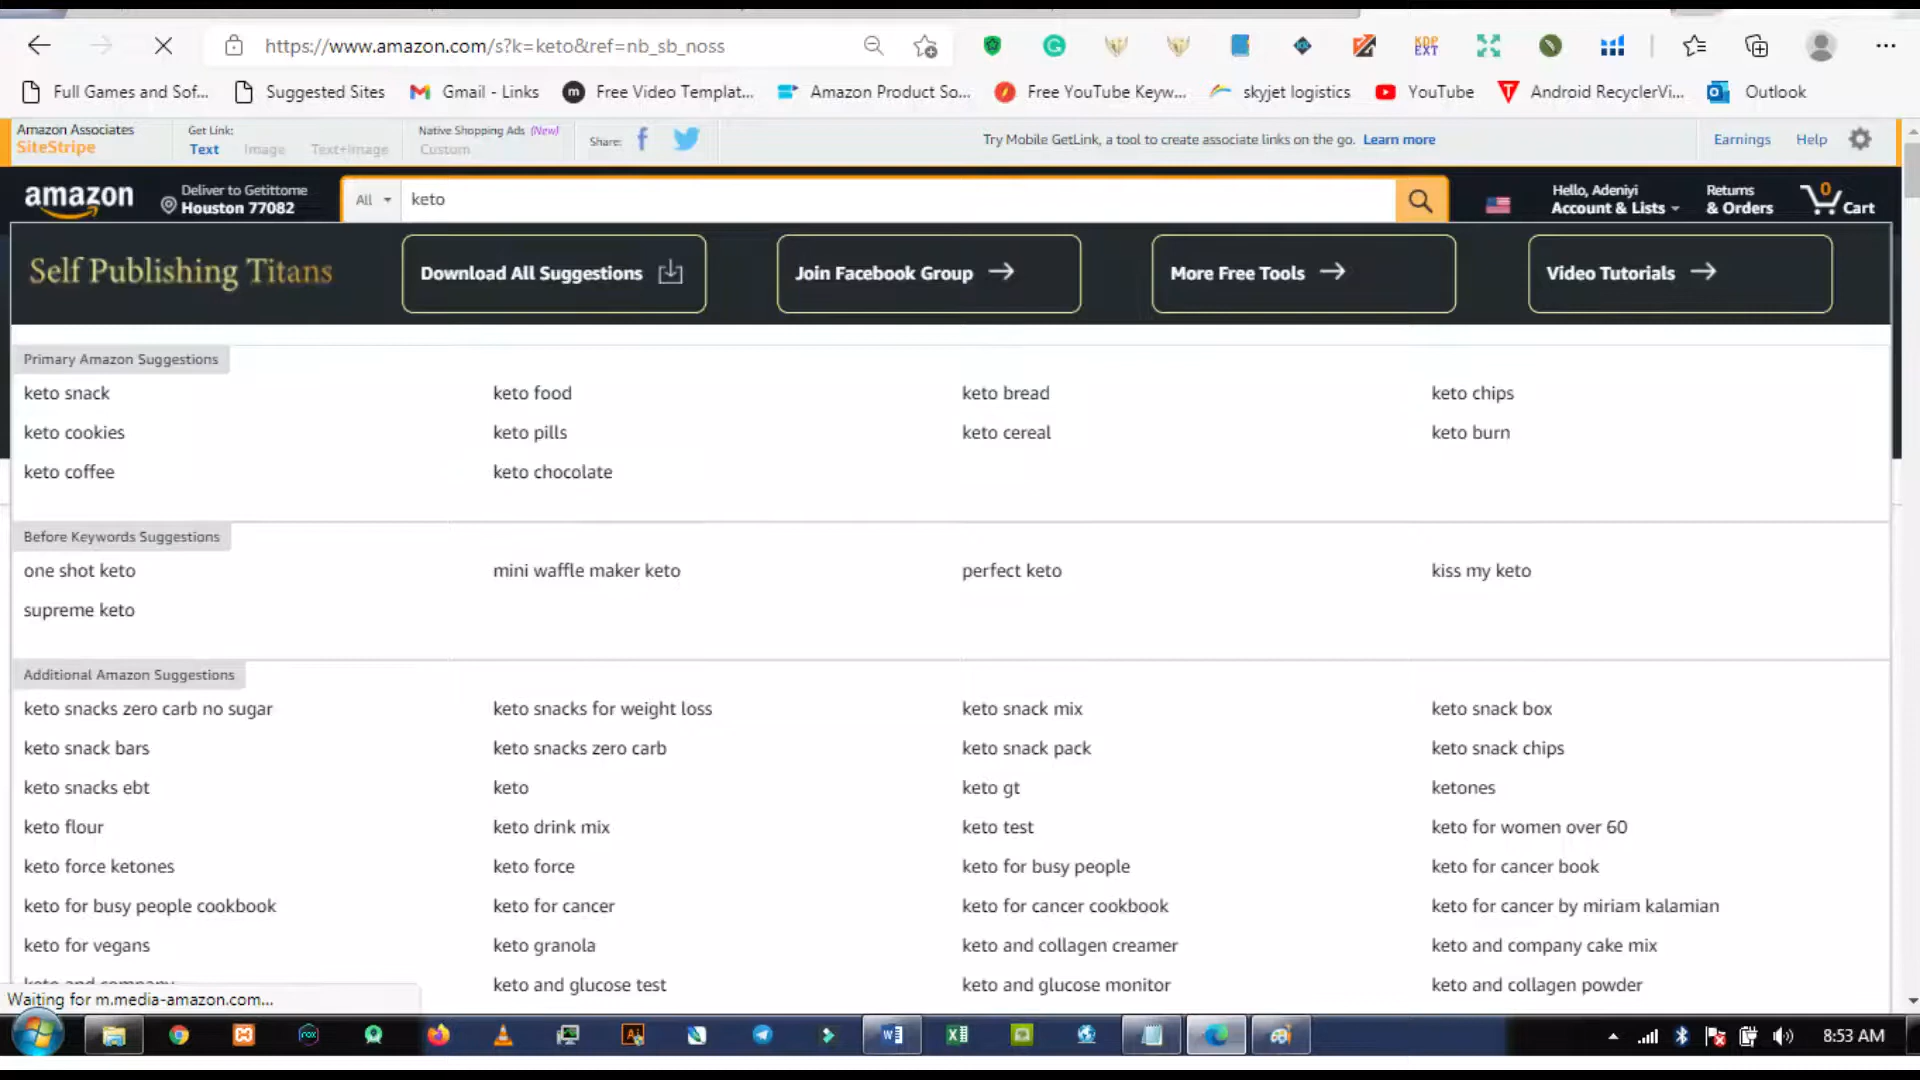 https://www.amazon.com/s?k=keto&ref=nb_sb_noss
KDP EXT
Full Games and Sof...
Suggested Sites
Gmail - Links
Free Video Templat...
Amazon Product So...
Free YouTube Keyw...
skyjet logistics
YouTube
Android RecyclerVi...
Outlook
Amazon Associates
SiteStripe
Get Link:
Text Image Text+Image
Native Shopping Ads (New)
Custom
Share:
Try Mobile GetLink, a tool to create associate links on the go. Learn more
Earnings
Help
amazon
Deliver to Getittome
Houston 77082
All
keto
Hello, Adeniyi
Account & Lists
Returns
& Orders
0
Cart
Self Publishing Titans
Download All Suggestions
Join Facebook Group
More Free Tools
Video Tutorials
Primary Amazon Suggestions
keto snack keto food keto bread keto chips
keto cookies keto pills keto cereal keto burn
keto coffee keto chocolate
Before Keywords Suggestions
one shot keto mini waffle maker keto perfect keto kiss my keto
supreme keto
Additional Amazon Suggestions
keto snacks zero carb no sugar keto snacks for weight loss keto snack mix keto snack box
keto snack bars keto snacks zero carb keto snack pack keto snack chips
keto snacks ebt keto keto gt ketones
keto flour keto drink mix keto test keto for women over 60
keto force ketones keto force keto for busy people keto for cancer book
keto for busy people cookbook keto for cancer keto for cancer cookbook keto for cancer by miriam kalamian
keto for vegans keto granola keto and collagen creamer keto and company cake mix
keto and company keto and glucose test keto and glucose monitor keto and collagen powder
Waiting for m.media-amazon.com...
8:53 AM